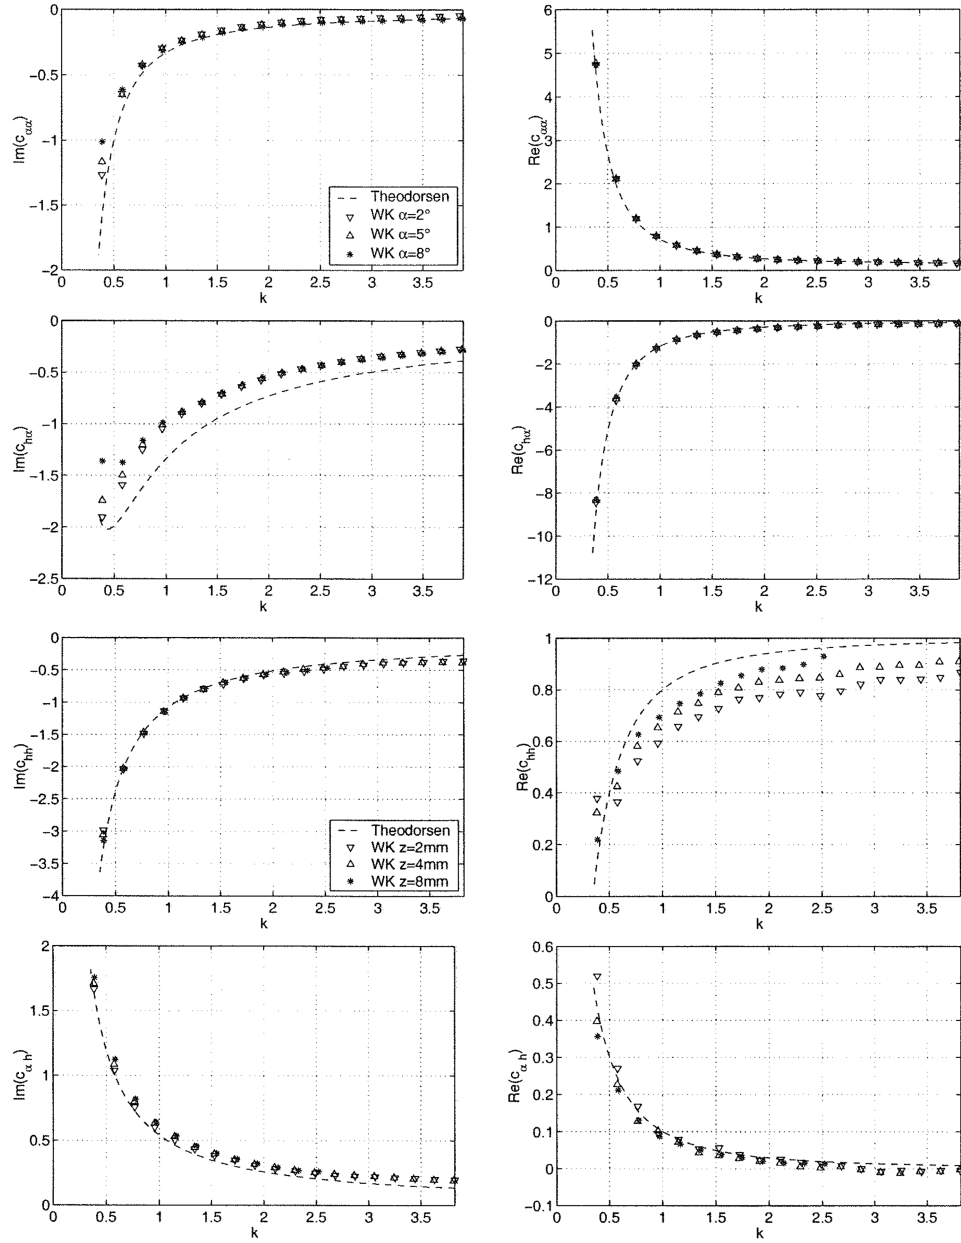 0
−0.5
−1
−1.5
−2
Im(c_αα)
0 0.5 1 1.5 2 2.5 3 3.5
k
Theodorsen
WK α=2°
WK α=5°
WK α=8°
6
5
4
3
2
1
0
Re(c_αα)
0 0.5 1 1.5 2 2.5 3 3.5
k
0
−0.5
−1
−1.5
−2
−2.5
Im(c_hα)
0 0.5 1 1.5 2 2.5 3 3.5
k
0
−2
−4
−6
−8
−10
−12
Re(c_hα)
0 0.5 1 1.5 2 2.5 3 3.5
k
0
−0.5
−1
−1.5
−2
−2.5
−3
−3.5
−4
Im(c_hh)
0 0.5 1 1.5 2 2.5 3 3.5
k
Theodorsen
WK z=2mm
WK z=4mm
WK z=8mm
1
0.8
0.6
0.4
0.2
0
Re(c_hh)
0 0.5 1 1.5 2 2.5 3 3.5
k
2
1.5
1
0.5
0
Im(c_α h)
0 0.5 1 1.5 2 2.5 3 3.5
k
0.6
0.5
0.4
0.3
0.2
0.1
0
−0.1
Re(c_α h)
0 0.5 1 1.5 2 2.5 3 3.5
k